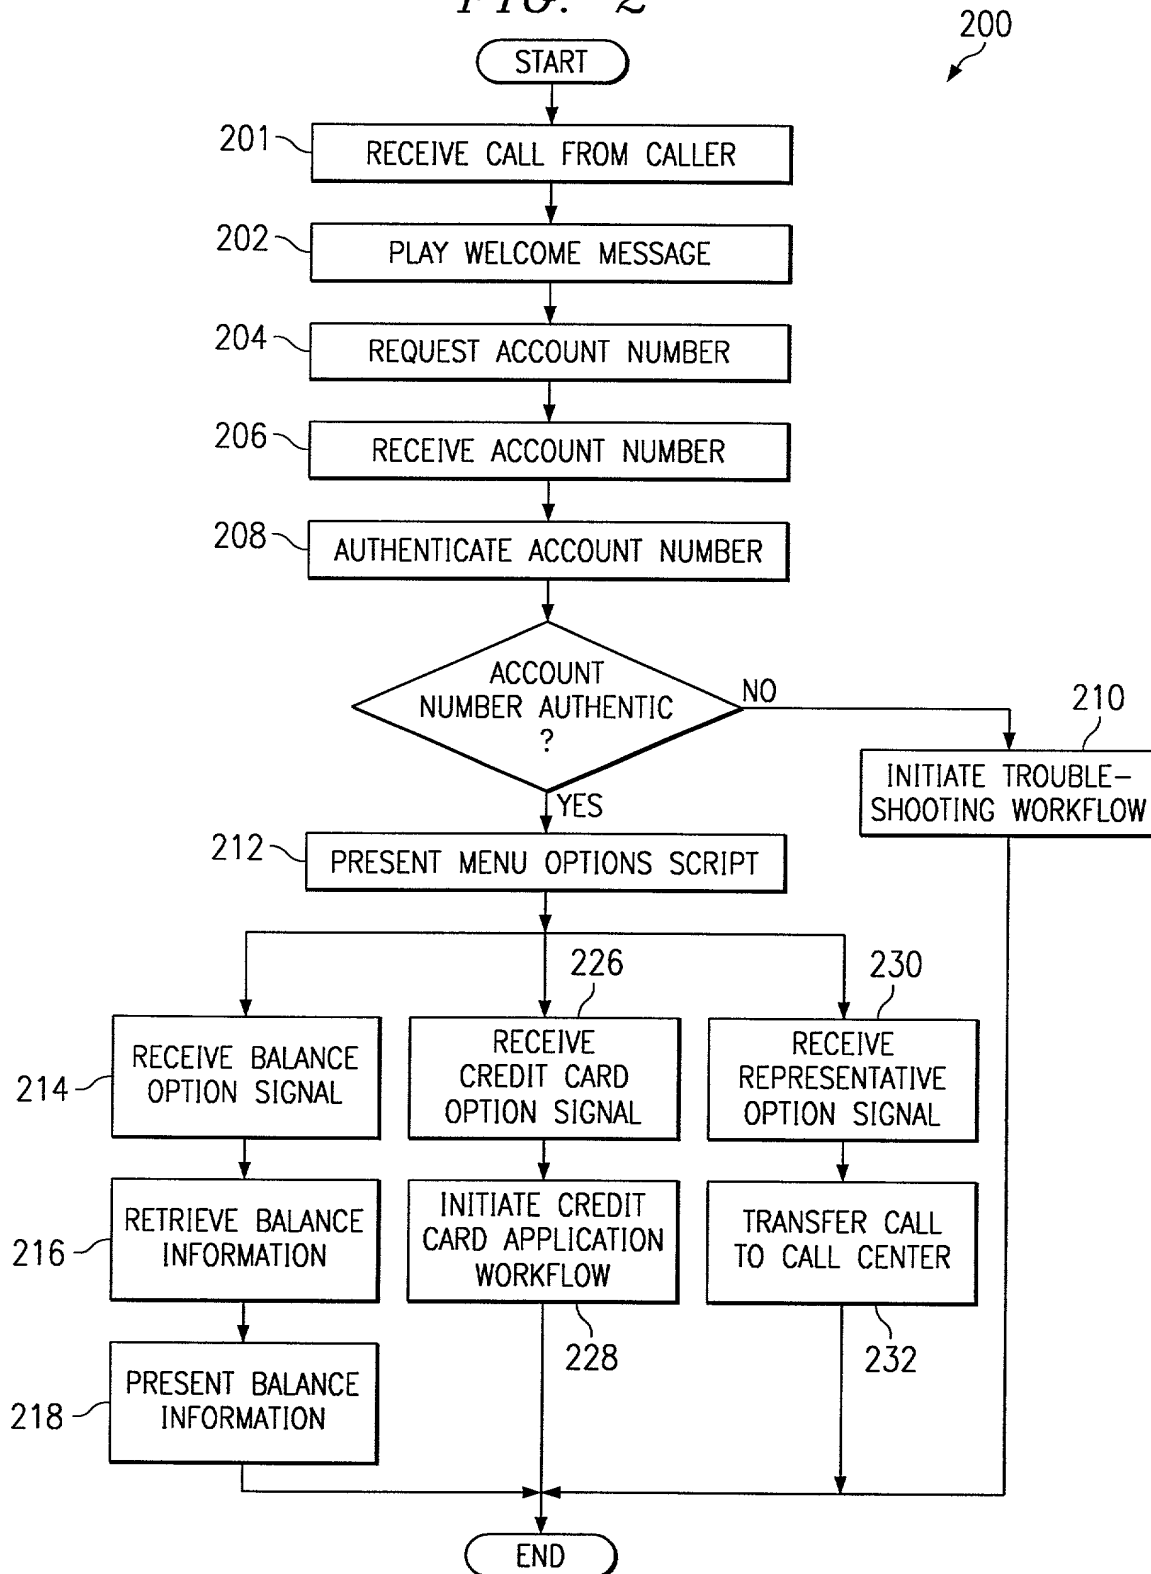 FIG. 2
200
START
201
RECEIVE CALL FROM CALLER
202
PLAY WELCOME MESSAGE
204
REQUEST ACCOUNT NUMBER
206
RECEIVE ACCOUNT NUMBER
208
AUTHENTICATE ACCOUNT NUMBER
ACCOUNT
NUMBER AUTHENTIC
?
NO
YES
210
INITIATE TROUBLE-
SHOOTING WORKFLOW
212
PRESENT MENU OPTIONS SCRIPT
214
RECEIVE BALANCE
OPTION SIGNAL
226
RECEIVE
CREDIT CARD
OPTION SIGNAL
230
RECEIVE
REPRESENTATIVE
OPTION SIGNAL
216
RETRIEVE BALANCE
INFORMATION
INITIATE CREDIT
CARD APPLICATION
WORKFLOW
228
TRANSFER CALL
TO CALL CENTER
232
218
PRESENT BALANCE
INFORMATION
END